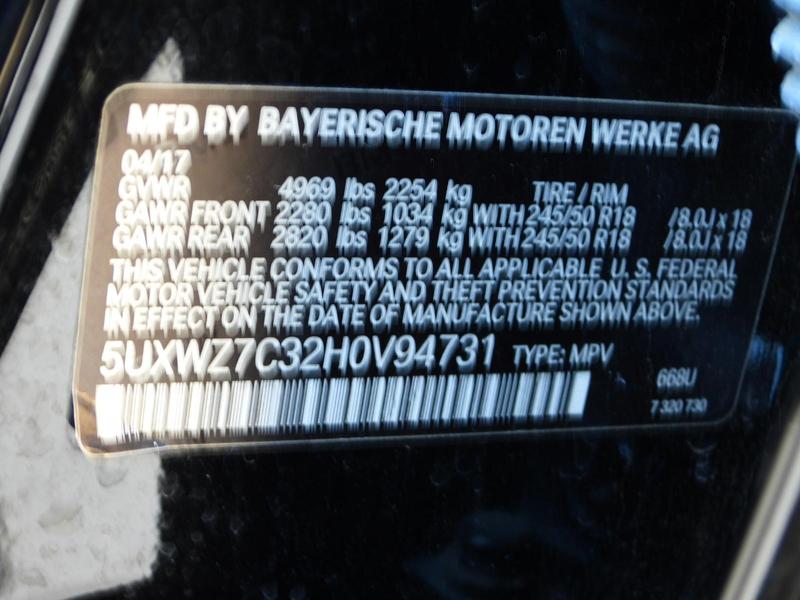 MFD BY BAYERISCHE MOTOREN WERKE AG
04/17
GVWR 4969 lbs 2254 kg TIRE / RIM
GAWR FRONT 2280 lbs 1034 kg WITH 245/50 R18 /8.0J x 18
GAWR REAR 2820 lbs 1279 kg WITH 245/50 R18 /8.0J x 18
THIS VEHICLE CONFORMS TO ALL APPLICABLE U. S. FEDERAL
MOTOR VEHICLE SAFETY AND THEFT PREVENTION STANDARDS
IN EFFECT ON THE DATE OF MANUFACTURE SHOWN ABOVE.
5UXWZ7C32H0V94731 TYPE: MPV
668U
7 320 730